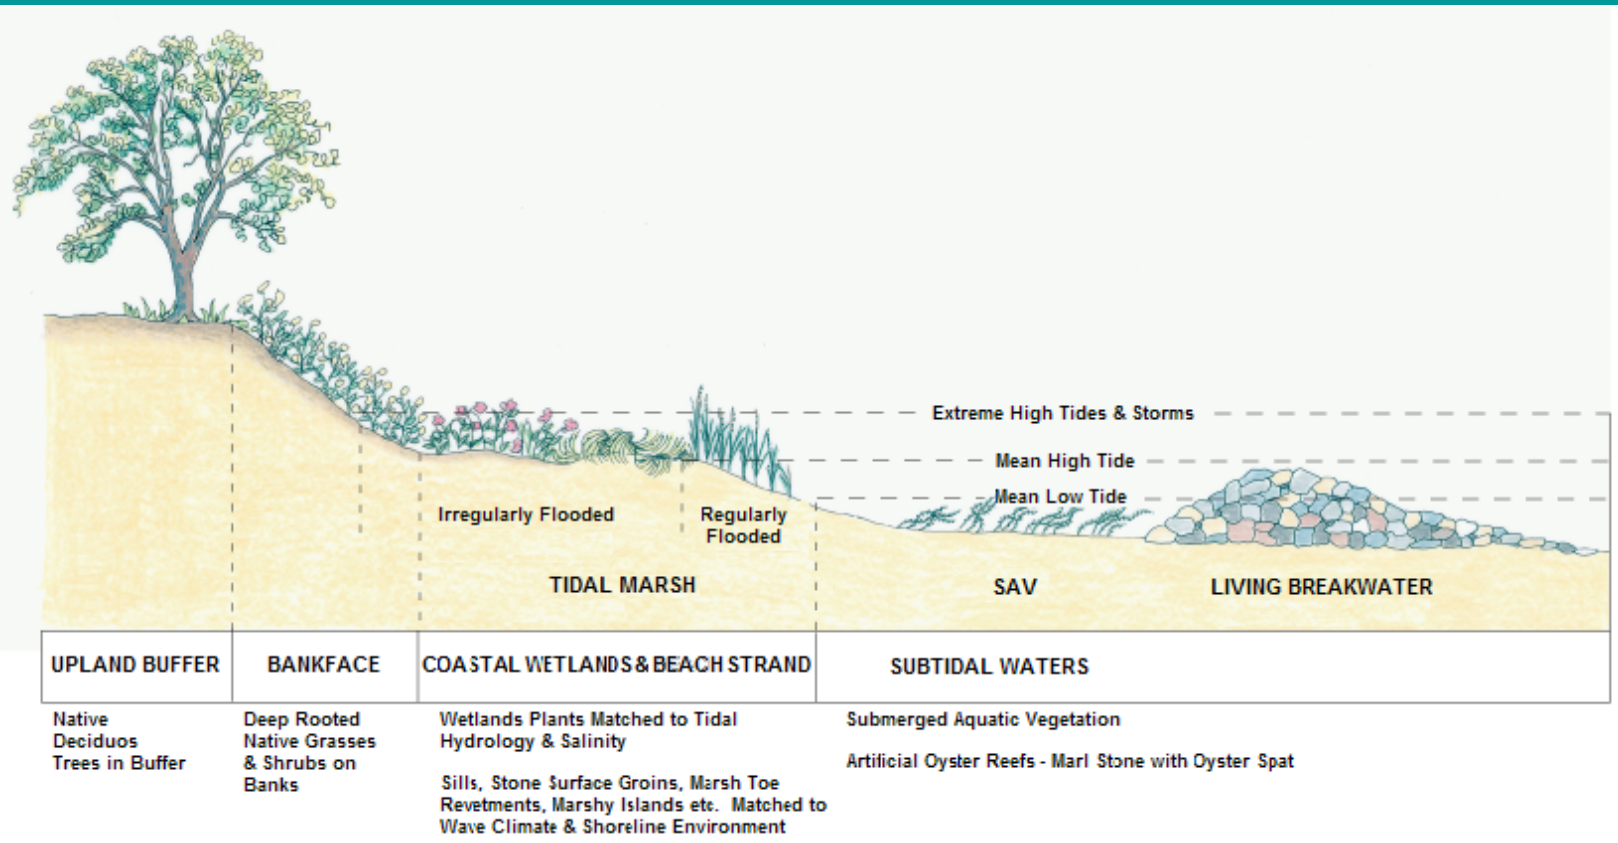 Extreme High Tides & Storms
Mean High Tide
Mean Low Tide
Irregularly Flooded
Regularly
Flooded
TIDAL MARSH
SAV
LIVING BREAKWATER
UPLAND BUFFER
BANKFACE
COASTAL WETLANDS & BEACH STRAND
SUBTIDAL WATERS
Native
Deciduos
Trees in Buffer
Deep Rooted
Native Grasses
& Shrubs on
Banks
Wetlands Plants Matched to Tidal
Hydrology & Salinity
Sills, Stone Surface Groins, Marsh Toe
Revetments, Marshy Islands etc. Matched to
Wave Climate & Shoreline Environment
Submerged Aquatic Vegetation
Artificial Oyster Reefs - Marl Stone with Oyster Spat